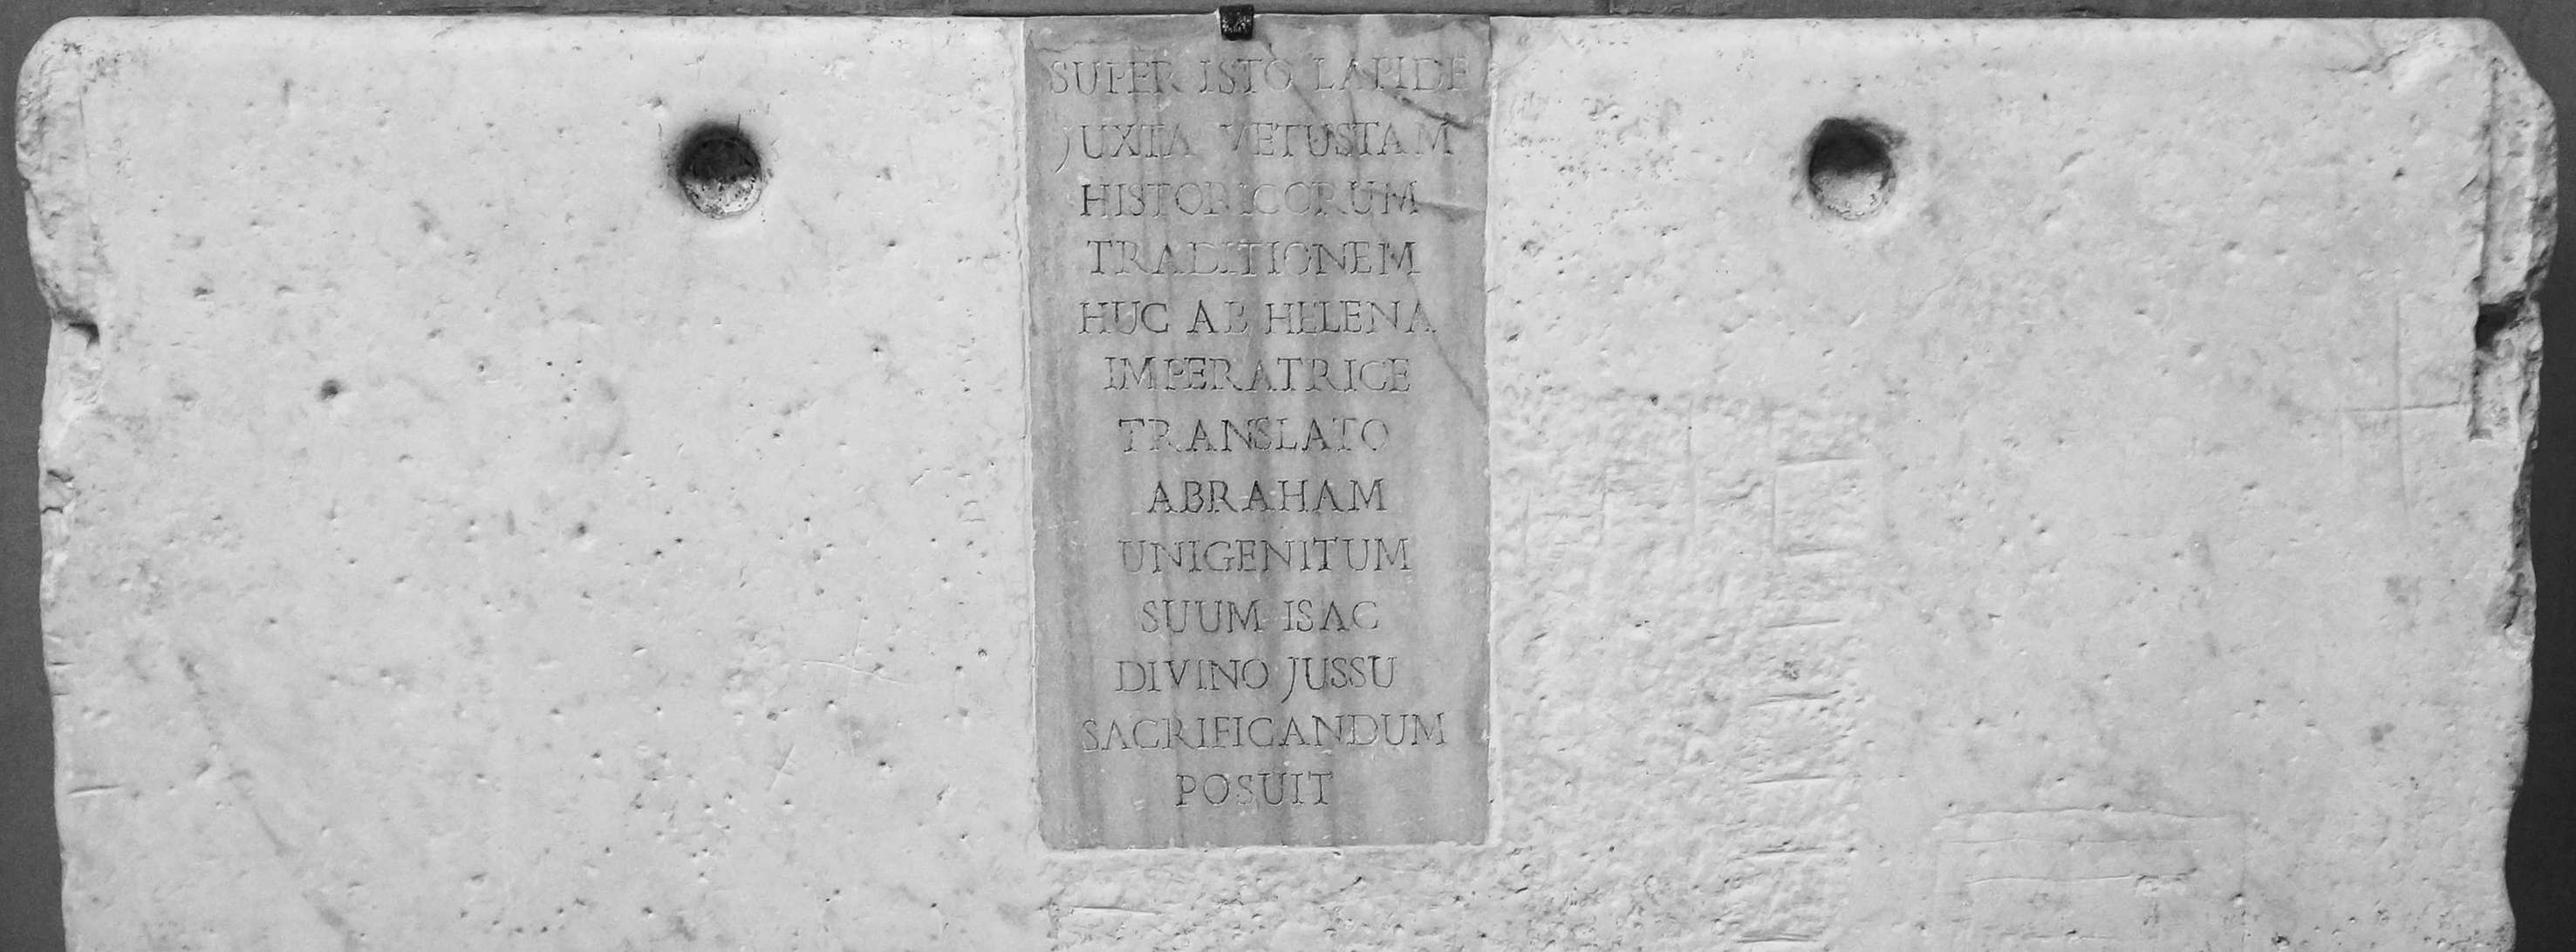 SUPER ISTO LAPIDE
JUXTA VETUSTAM
HISTORICORUM
TRADITIONEM
HUC AB HELENA
IMPERATRICE
TRANSLATO
ABRAHAM
UNIGENITUM
SUUM ISAC
DIVINO JUSSU
SACRIFICANDUM
POSUIT